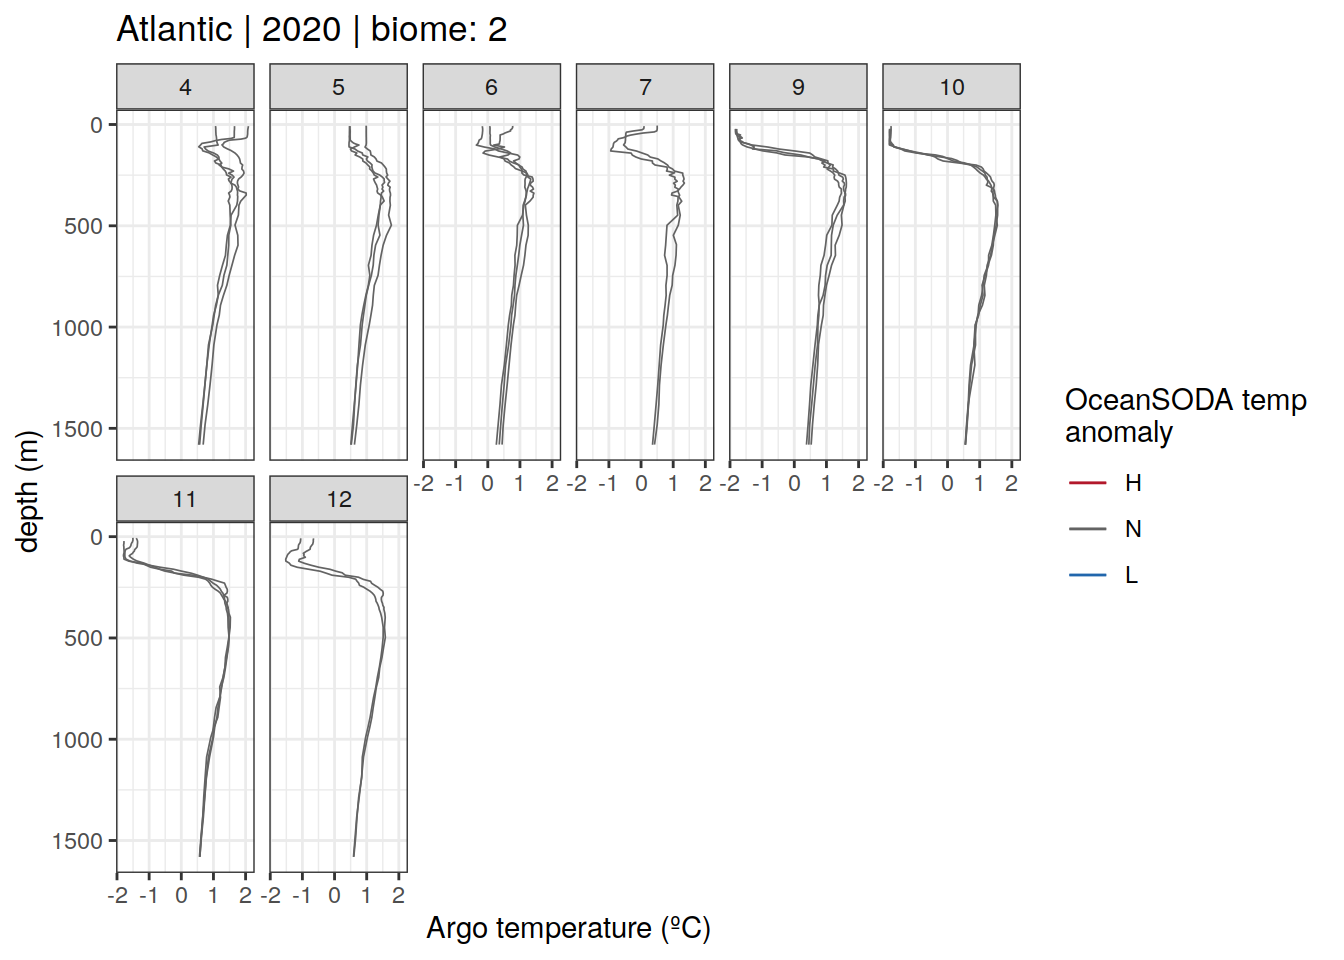 Atlantic | 2020 | biome: 2
4 5 6 7 9 10
0
500
1000
1500
-2 -1 0 1 2 -2 -1 0 1 2 -2 -1 0 1 2 -2 -1 0 1 2
11 12
0
500
1000
1500
-2 -1 0 1 2 -2 -1 0 1 2
depth (m)
Argo temperature (ºC)
OceanSODA temp
anomaly
H
N
L